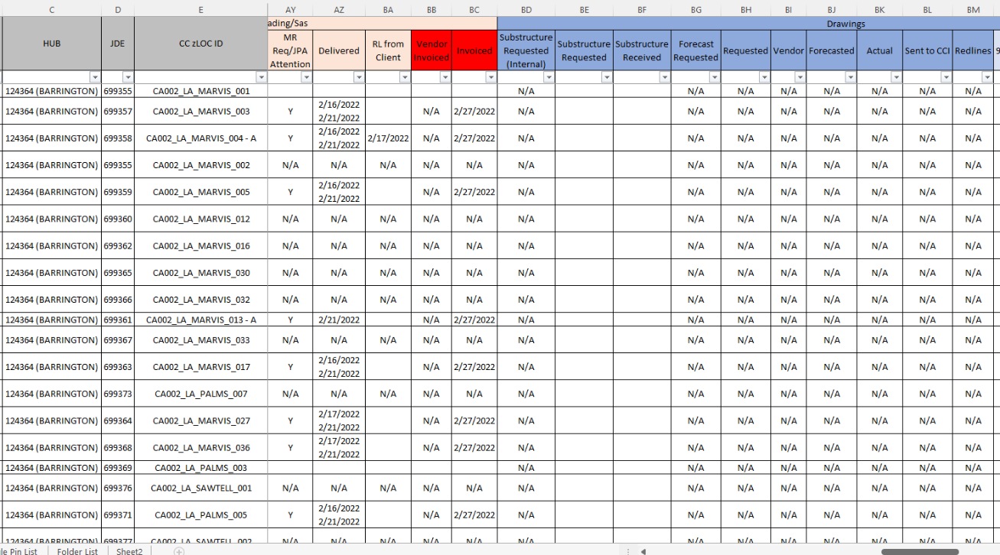 C D E AY AZ BA BB BC BD BE BF BG BH BI BJ BK BL BM
ading/Sas Drawings
HUB JDE CC zLOC ID MR Req/JPA Attention Delivered RL from Client Vendor Invoiced Invoiced Substructure Requested (Internal) Substructure Requested Substructure Received Forecast Requested Requested Vendor Forecasted Actual Sent to CCI Redlines 9
124364 (BARRINGTON) 699355 CA002_LA_MARVIS_001 N/A N/A N/A N/A N/A N/A N/A N/A
124364 (BARRINGTON) 699357 CA002_LA_MARVIS_003 Y 2/16/2022 2/21/2022 N/A 2/27/2022 N/A N/A N/A N/A N/A N/A N/A N/A
124364 (BARRINGTON) 699358 CA002_LA_MARVIS_004 - A Y 2/16/2022 2/21/2022 2/17/2022 N/A 2/27/2022 N/A N/A N/A N/A N/A N/A N/A N/A
124364 (BARRINGTON) 699355 CA002_LA_MARVIS_002 N/A N/A N/A N/A N/A N/A N/A N/A N/A N/A N/A N/A N/A
124364 (BARRINGTON) 699359 CA002_LA_MARVIS_005 Y 2/16/2022 2/21/2022 N/A 2/27/2022 N/A N/A N/A N/A N/A N/A N/A N/A
124364 (BARRINGTON) 699360 CA002_LA_MARVIS_012 N/A N/A N/A N/A N/A N/A N/A N/A N/A N/A N/A N/A N/A
124364 (BARRINGTON) 699362 CA002_LA_MARVIS_016 N/A N/A N/A N/A N/A N/A N/A N/A N/A N/A N/A N/A N/A
124364 (BARRINGTON) 699365 CA002_LA_MARVIS_030 N/A N/A N/A N/A N/A N/A N/A N/A N/A N/A N/A N/A N/A
124364 (BARRINGTON) 699366 CA002_LA_MARVIS_032 N/A N/A N/A N/A N/A N/A N/A N/A N/A N/A N/A N/A N/A
124364 (BARRINGTON) 699361 CA002_LA_MARVIS_013 - A Y 2/21/2022 N/A 2/27/2022 N/A N/A N/A N/A N/A N/A N/A N/A
124364 (BARRINGTON) 699367 CA002_LA_MARVIS_033 N/A N/A N/A N/A N/A N/A N/A N/A N/A N/A N/A N/A N/A
124364 (BARRINGTON) 699363 CA002_LA_MARVIS_017 Y 2/16/2022 2/21/2022 N/A 2/27/2022 N/A N/A N/A N/A N/A N/A N/A N/A
124364 (BARRINGTON) 699373 CA002_LA_PALMS_007 N/A N/A N/A N/A N/A N/A N/A N/A N/A N/A N/A N/A N/A
124364 (BARRINGTON) 699364 CA002_LA_MARVIS_027 Y 2/17/2022 2/21/2022 N/A 2/27/2022 N/A N/A N/A N/A N/A N/A N/A N/A
124364 (BARRINGTON) 699368 CA002_LA_MARVIS_036 Y 2/17/2022 2/21/2022 N/A 2/27/2022 N/A N/A N/A N/A N/A N/A N/A N/A
124364 (BARRINGTON) 699369 CA002_LA_PALMS_003 N/A N/A N/A N/A N/A N/A N/A N/A
124364 (BARRINGTON) 699376 CA002_LA_SAWTELL_001 N/A N/A N/A N/A N/A N/A N/A N/A N/A N/A N/A N/A N/A
124364 (BARRINGTON) 699371 CA002_LA_PALMS_005 Y 2/16/2022 2/21/2022 N/A 2/27/2022 N/A N/A N/A N/A N/A N/A N/A N/A
124364 (BARRINGTON) 699377 CA002_LA_SAWTELL_002 N/A N/A N/A N/A N/A N/A N/A N/A N/A N/A N/A N/A N/A
le Pin List Folder List Sheet2